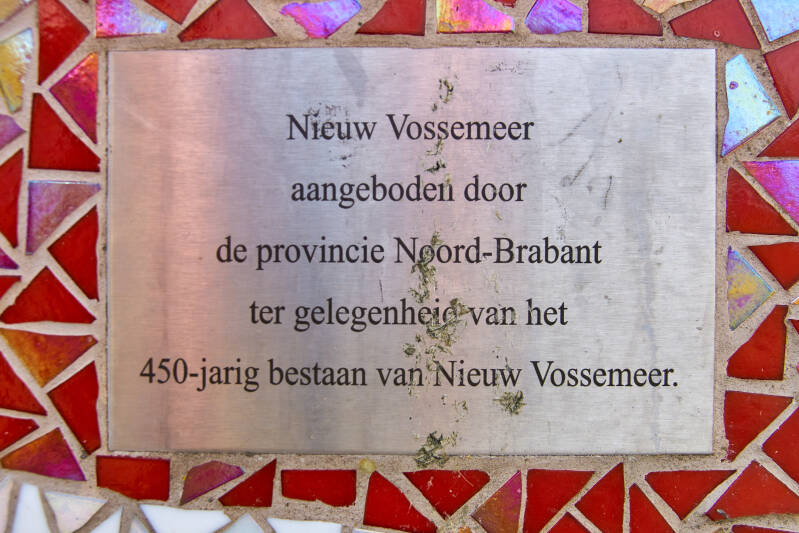 Nieuw Vossemeer
aangeboden door
de provincie Noord-Brabant
ter gelegenheid van het
450-jarig bestaan van Nieuw Vossemeer.